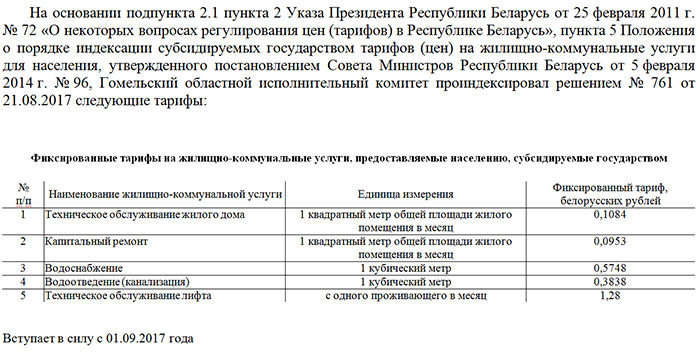 На основании подпункта 2.1 пункта 2 Указа Президента Республики Беларусь от 25 февраля 2011 г.
№ 72 «О некоторых вопросах регулирования цен (тарифов) в Республике Беларусь», пункта 5 Положения
о порядке индексации субсидируемых государством тарифов (цен) на жилищно-коммунальные услуги
для населения, утвержденного постановлением Совета Министров Республики Беларусь от 5 февраля
2014 г. № 96, Гомельский областной исполнительный комитет проиндексировал решением № 761 от
21.08.2017 следующие тарифы:
Фиксированные тарифы на жилищно-коммунальные услуги, предоставляемые населению, субсидируемые государством
№ п/п Наименование жилищно-коммунальной услуги Единица измерения Фиксированный тариф, белорусских рублей
1 Техническое обслуживание жилого дома 1 квадратный метр общей площади жилого помещения в месяц 0,1084
2 Капитальный ремонт 1 квадратный метр общей площади жилого помещения в месяц 0,0953
3 Водоснабжение 1 кубический метр 0,5748
4 Водоотведение (канализация) 1 кубический метр 0,3838
5 Техническое обслуживание лифта с одного проживающего в месяц 1,28
Вступает в силу с 01.09.2017 года